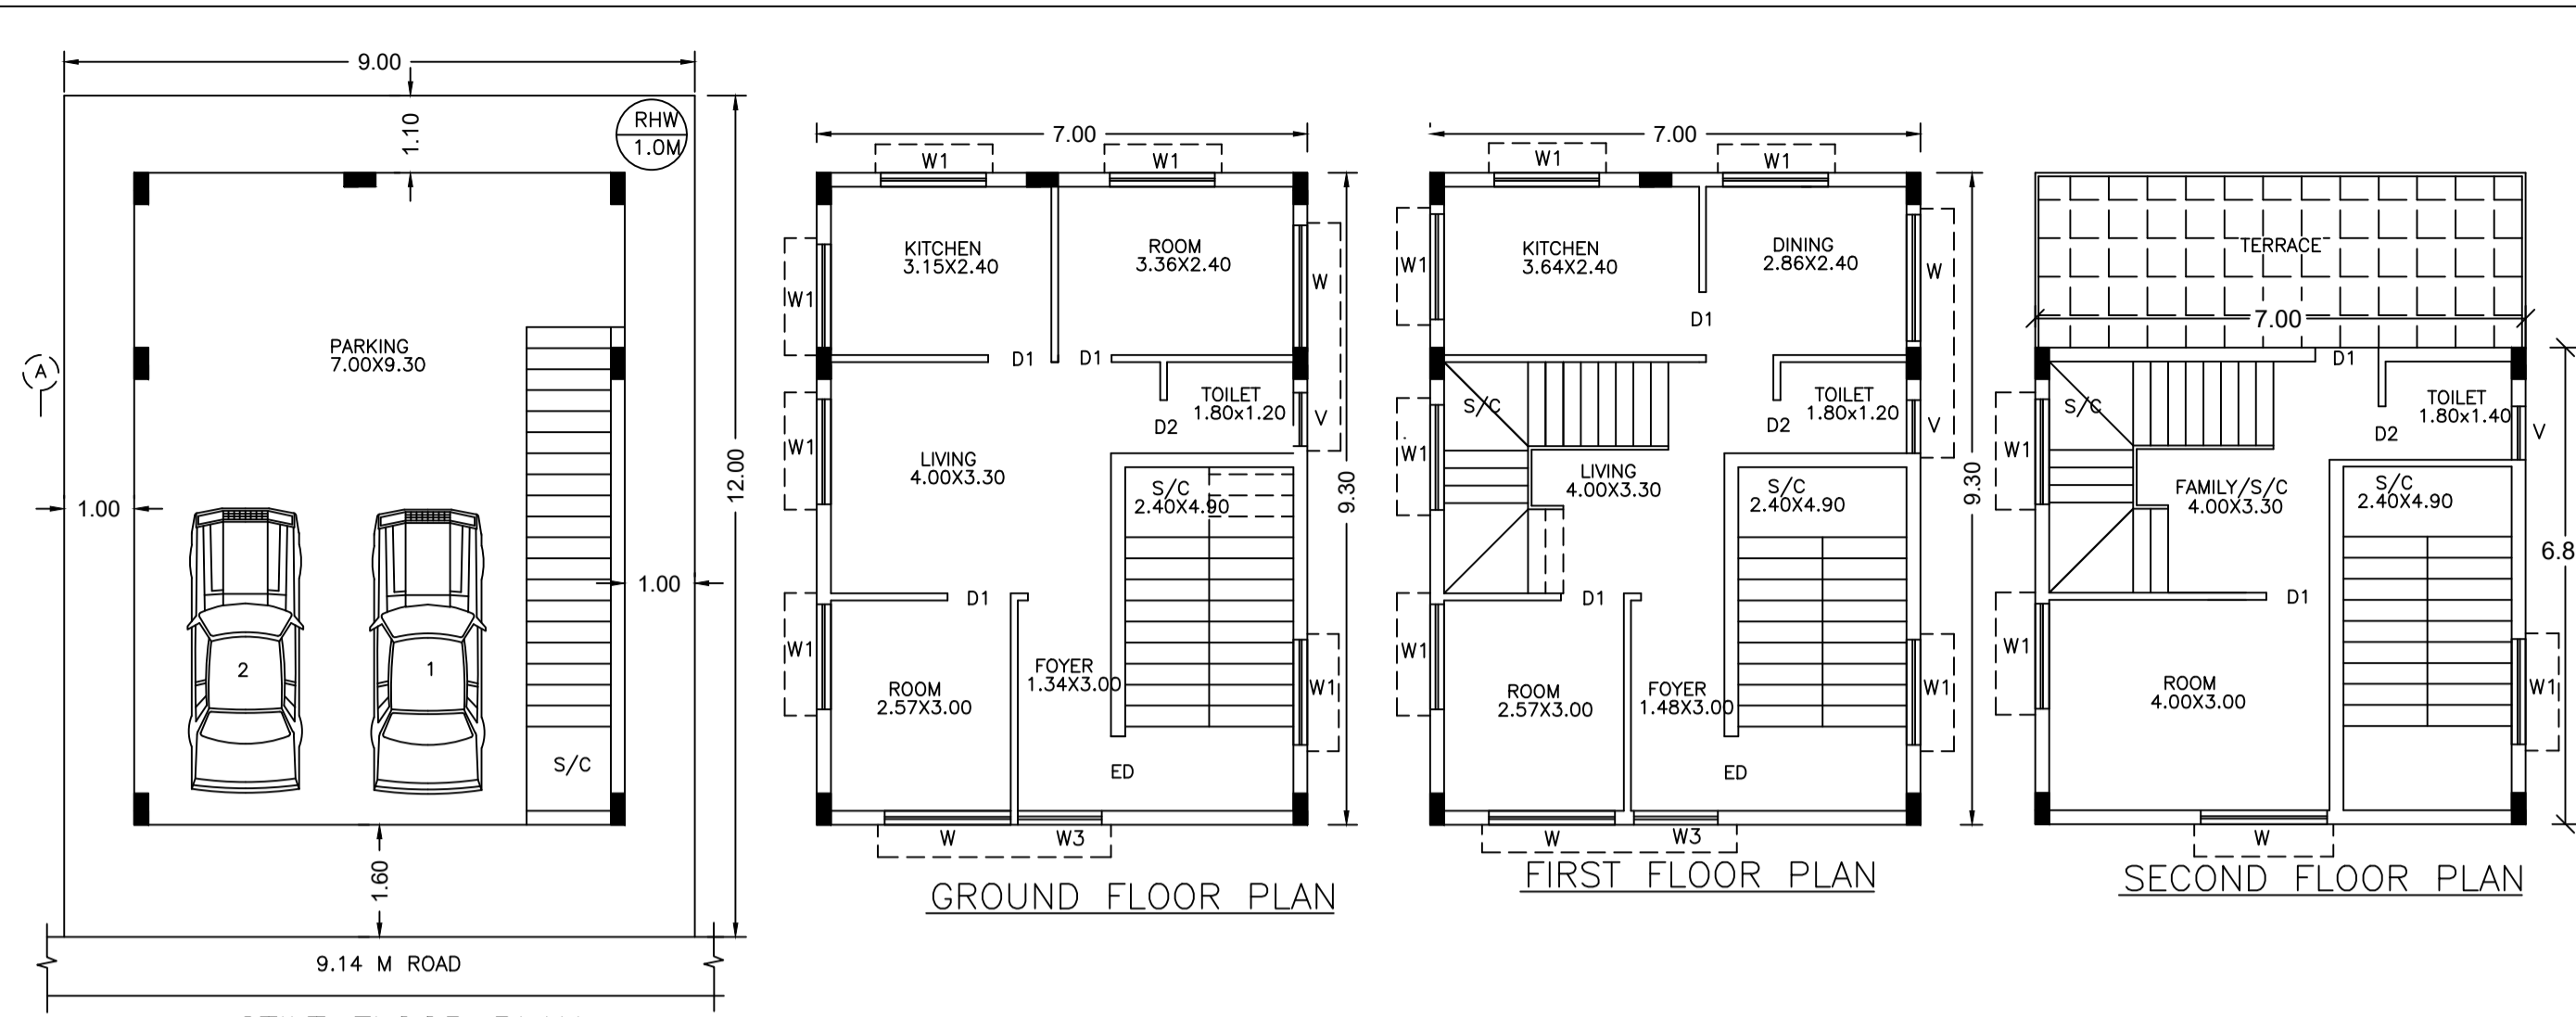 9.00
1.10
RHW
1.0M
PARKING
7.00X9.30
A
12.00
1.00
1.00
2
1
S/C
1.60
9.14 M ROAD
7.00
W1
W1
KITCHEN
3.15X2.40
ROOM
3.36X2.40
W
W1
D1
D1
TOILET
1.80x1.20
V
D2
W1
LIVING
4.00X3.30
S/C
2.40X4.90
9.30
D1
W1
FOYER
1.34X3.00
ROOM
2.57X3.00
W1
ED
W
W3
GROUND FLOOR PLAN
7.00
W1
W1
KITCHEN
3.64X2.40
DINING
2.86X2.40
W1
W
D1
S/C
TOILET
1.80x1.20
V
D2
W1
LIVING
4.00X3.30
S/C
2.40X4.90
9.30
D1
W1
ROOM
2.57X3.00
FOYER
1.48X3.00
W1
ED
W
W3
FIRST FLOOR PLAN
TERRACE
7.00
D1
S/C
TOILET
1.80x1.40
V
D2
W1
FAMILY/S/C
4.00X3.30
S/C
2.40X4.90
6.8
D1
W1
ROOM
4.00X3.00
W1
W
SECOND FLOOR PLAN